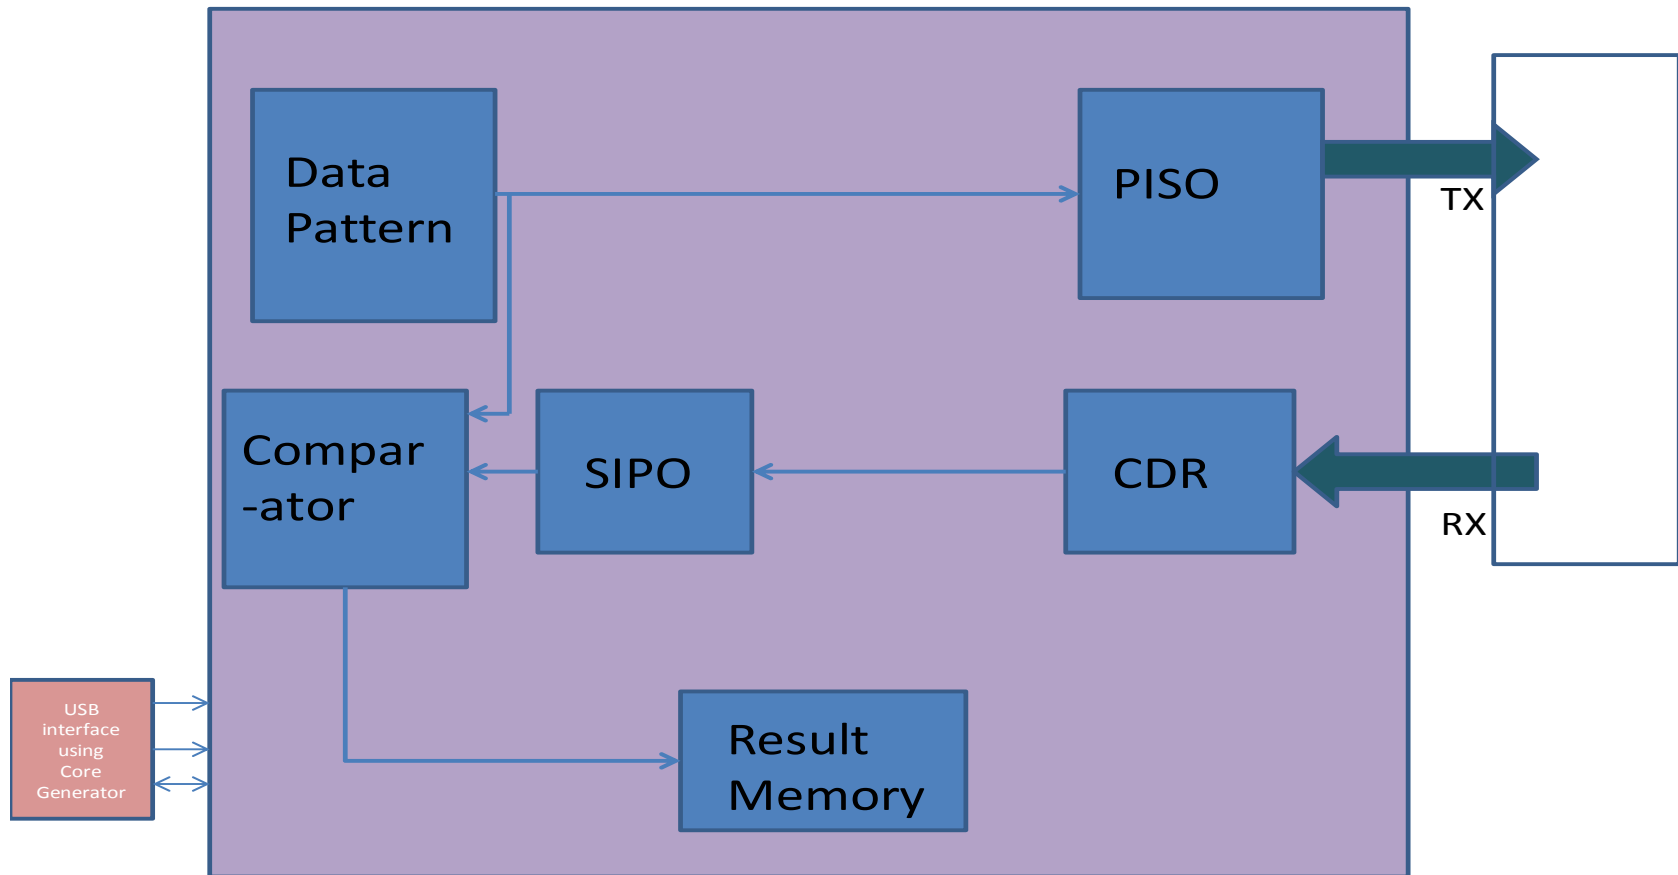 Data
Pattern
PISO
TX
Compar
-ator
SIPO
CDR
RX
USB
interface
using
Core
Generator
Result
Memory